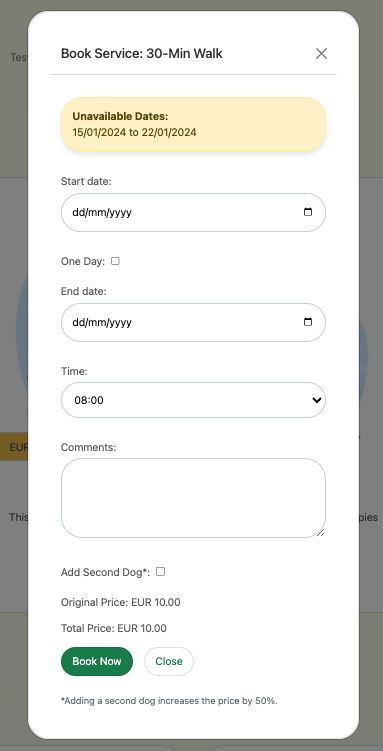 Book Service: 30-Min Walk
Unavailable Dates:
15/01/2024 to 22/01/2024
Start date:
dd/mm/yyyy
One Day:
End date:
dd/mm/yyyy
Time:
08:00
EUR
Comments:
This
pies
Add Second Dog*:
Original Price: EUR 10.00
Total Price: EUR 10.00
Book Now Close
*Adding a second dog increases the price by 50%.